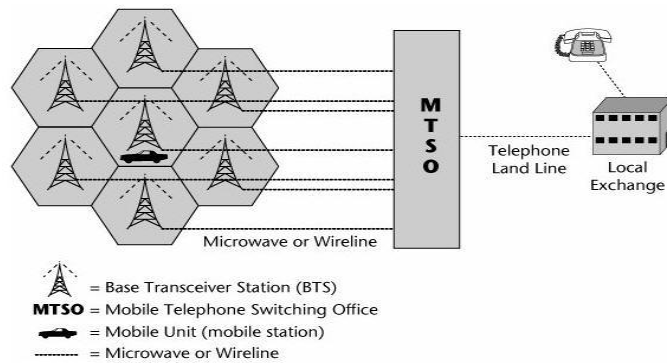 MTSO
Telephone
Land Line
Local
Exchange
Microwave or Wireline
= Base Transceiver Station (BTS)
MTSO = Mobile Telephone Switching Office
= Mobile Unit (mobile station)
= Microwave or Wireline